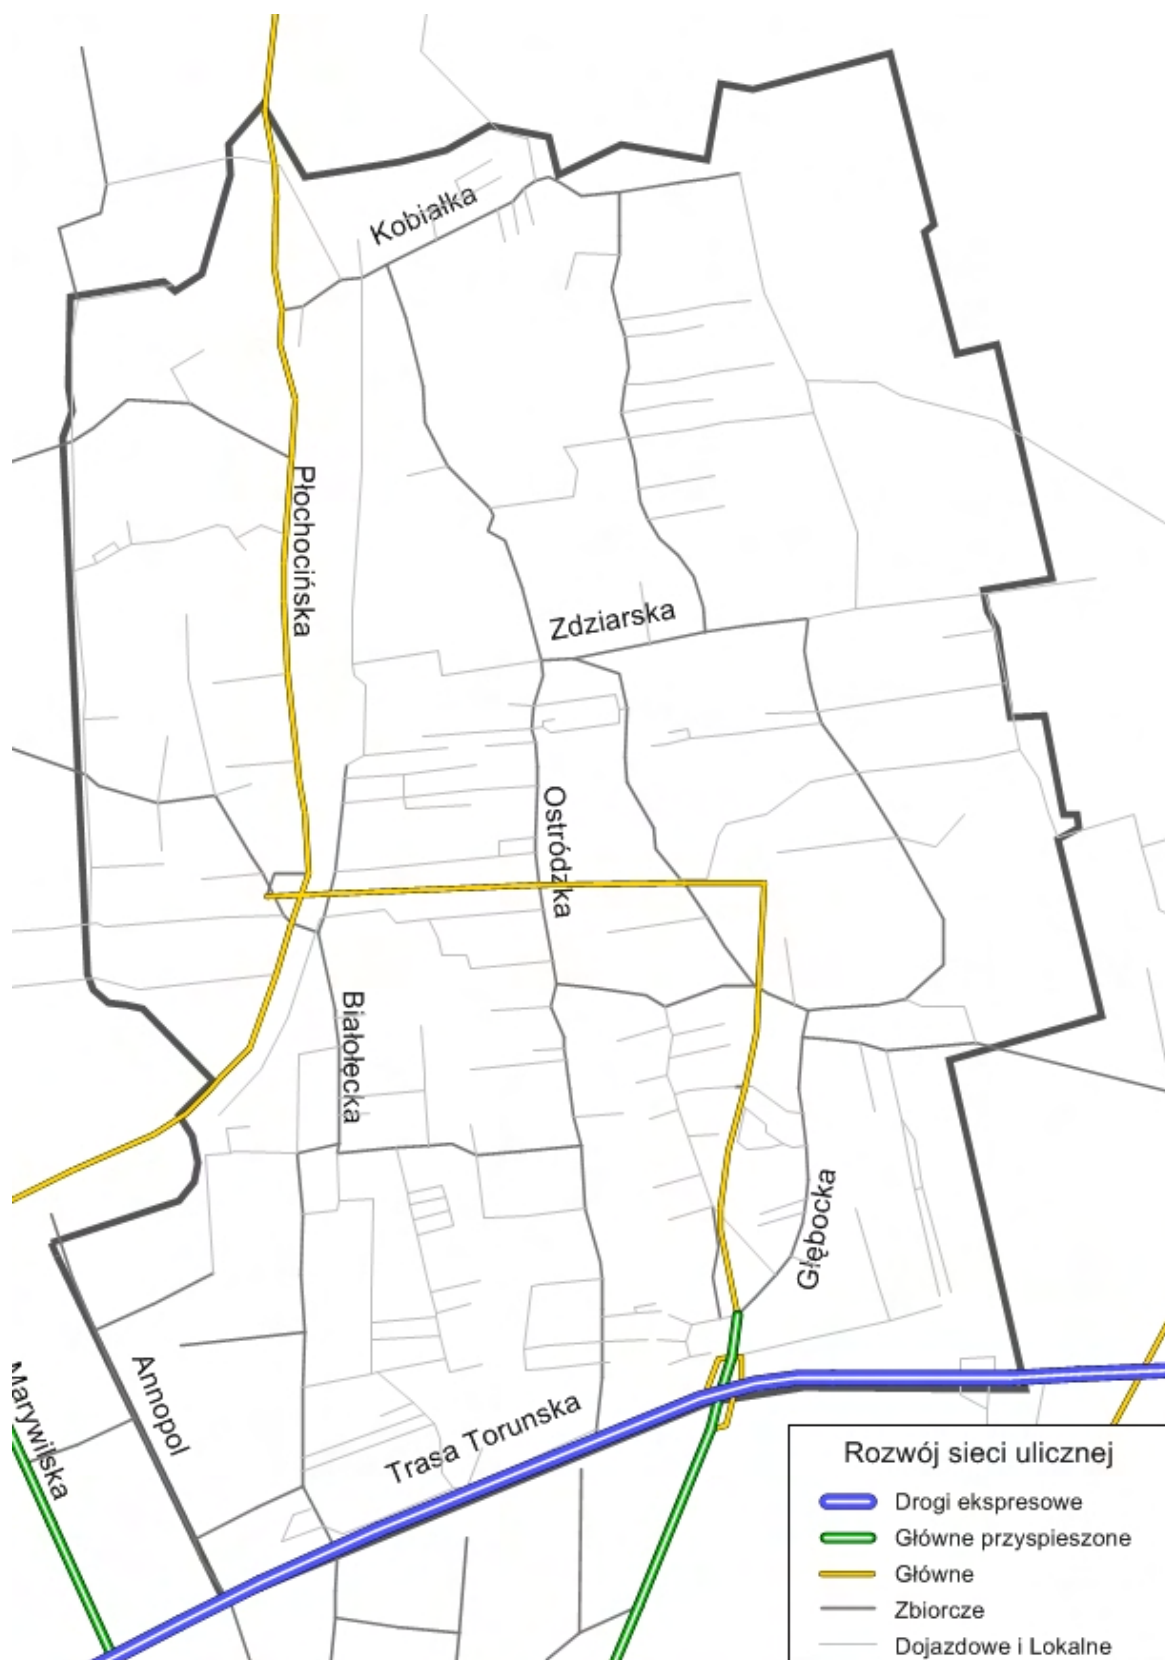 Kobiałka
Płochocińska
Zdziarska
Ostródzka
Białołecka
Głębocka
Annopol
Marywilska
Trasa Torunska
Rozwój sieci ulicznej
Drogi ekspresowe
Główne przyspieszone
Główne
Zbiorcze
Dojazdowe i Lokalne